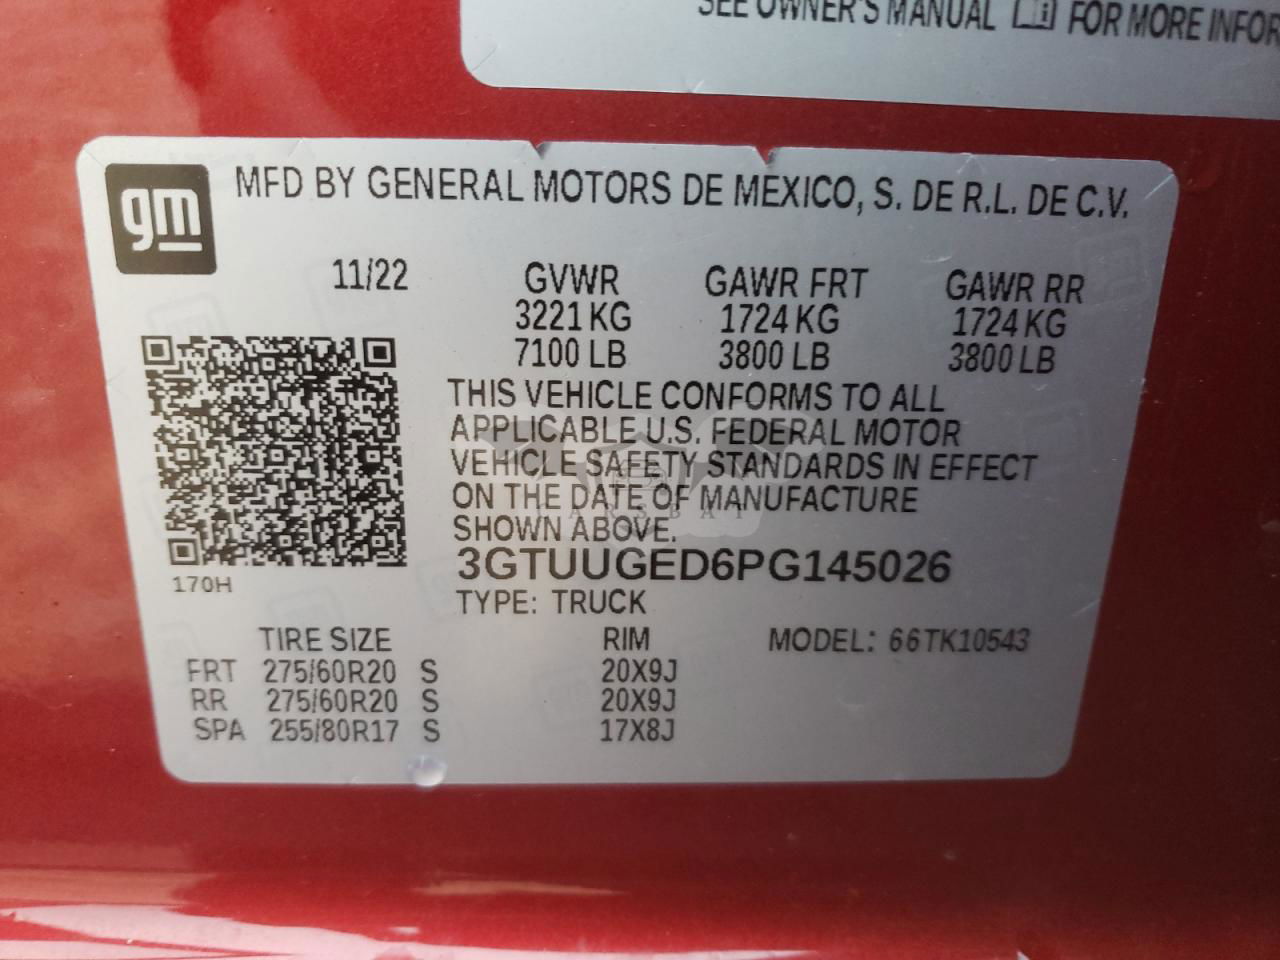 SEE OWNER'S MANUAL FOR MORE INFOR
gm
MFD BY GENERAL MOTORS DE MEXICO, S. DE R.L. DE C.V.
11/22 GVWR GAWR FRT GAWR RR
3221 KG 1724 KG 1724 KG
7100 LB 3800 LB 3800 LB
THIS VEHICLE CONFORMS TO ALL
APPLICABLE U.S. FEDERAL MOTOR
VEHICLE SAFETY STANDARDS IN EFFECT
ON THE DATE OF MANUFACTURE
SHOWN ABOVE.
170H
3GTUUGED6PG145026
TYPE: TRUCK
TIRE SIZE RIM MODEL: 66TK10543
FRT 275/60R20 S 20X9J
RR 275/60R20 S 20X9J
SPA 255/80R17 S 17X8J